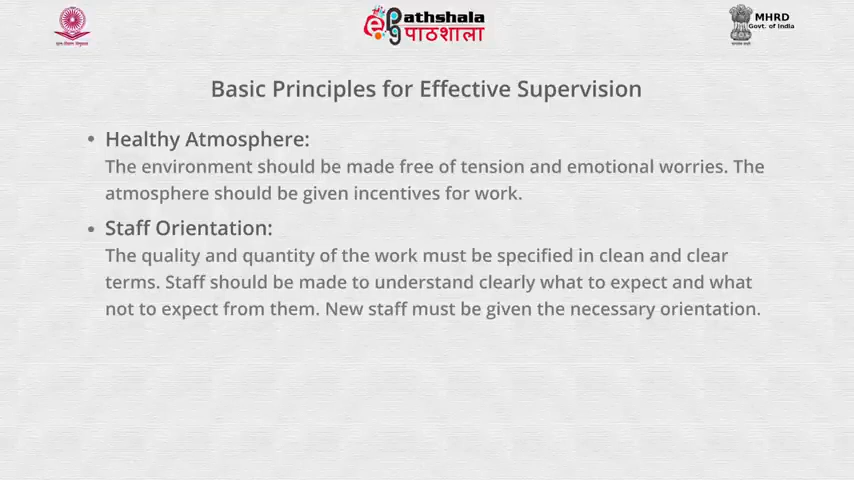 Pathshala
पाठशाला
MHRD
Govt. of India
Basic Principles for Effective Supervision
• Healthy Atmosphere:
The environment should be made free of tension and emotional worries. The
atmosphere should be given incentives for work.
• Staff Orientation:
The quality and quantity of the work must be specified in clean and clear
terms. Staff should be made to understand clearly what to expect and what
not to expect from them. New staff must be given the necessary orientation.